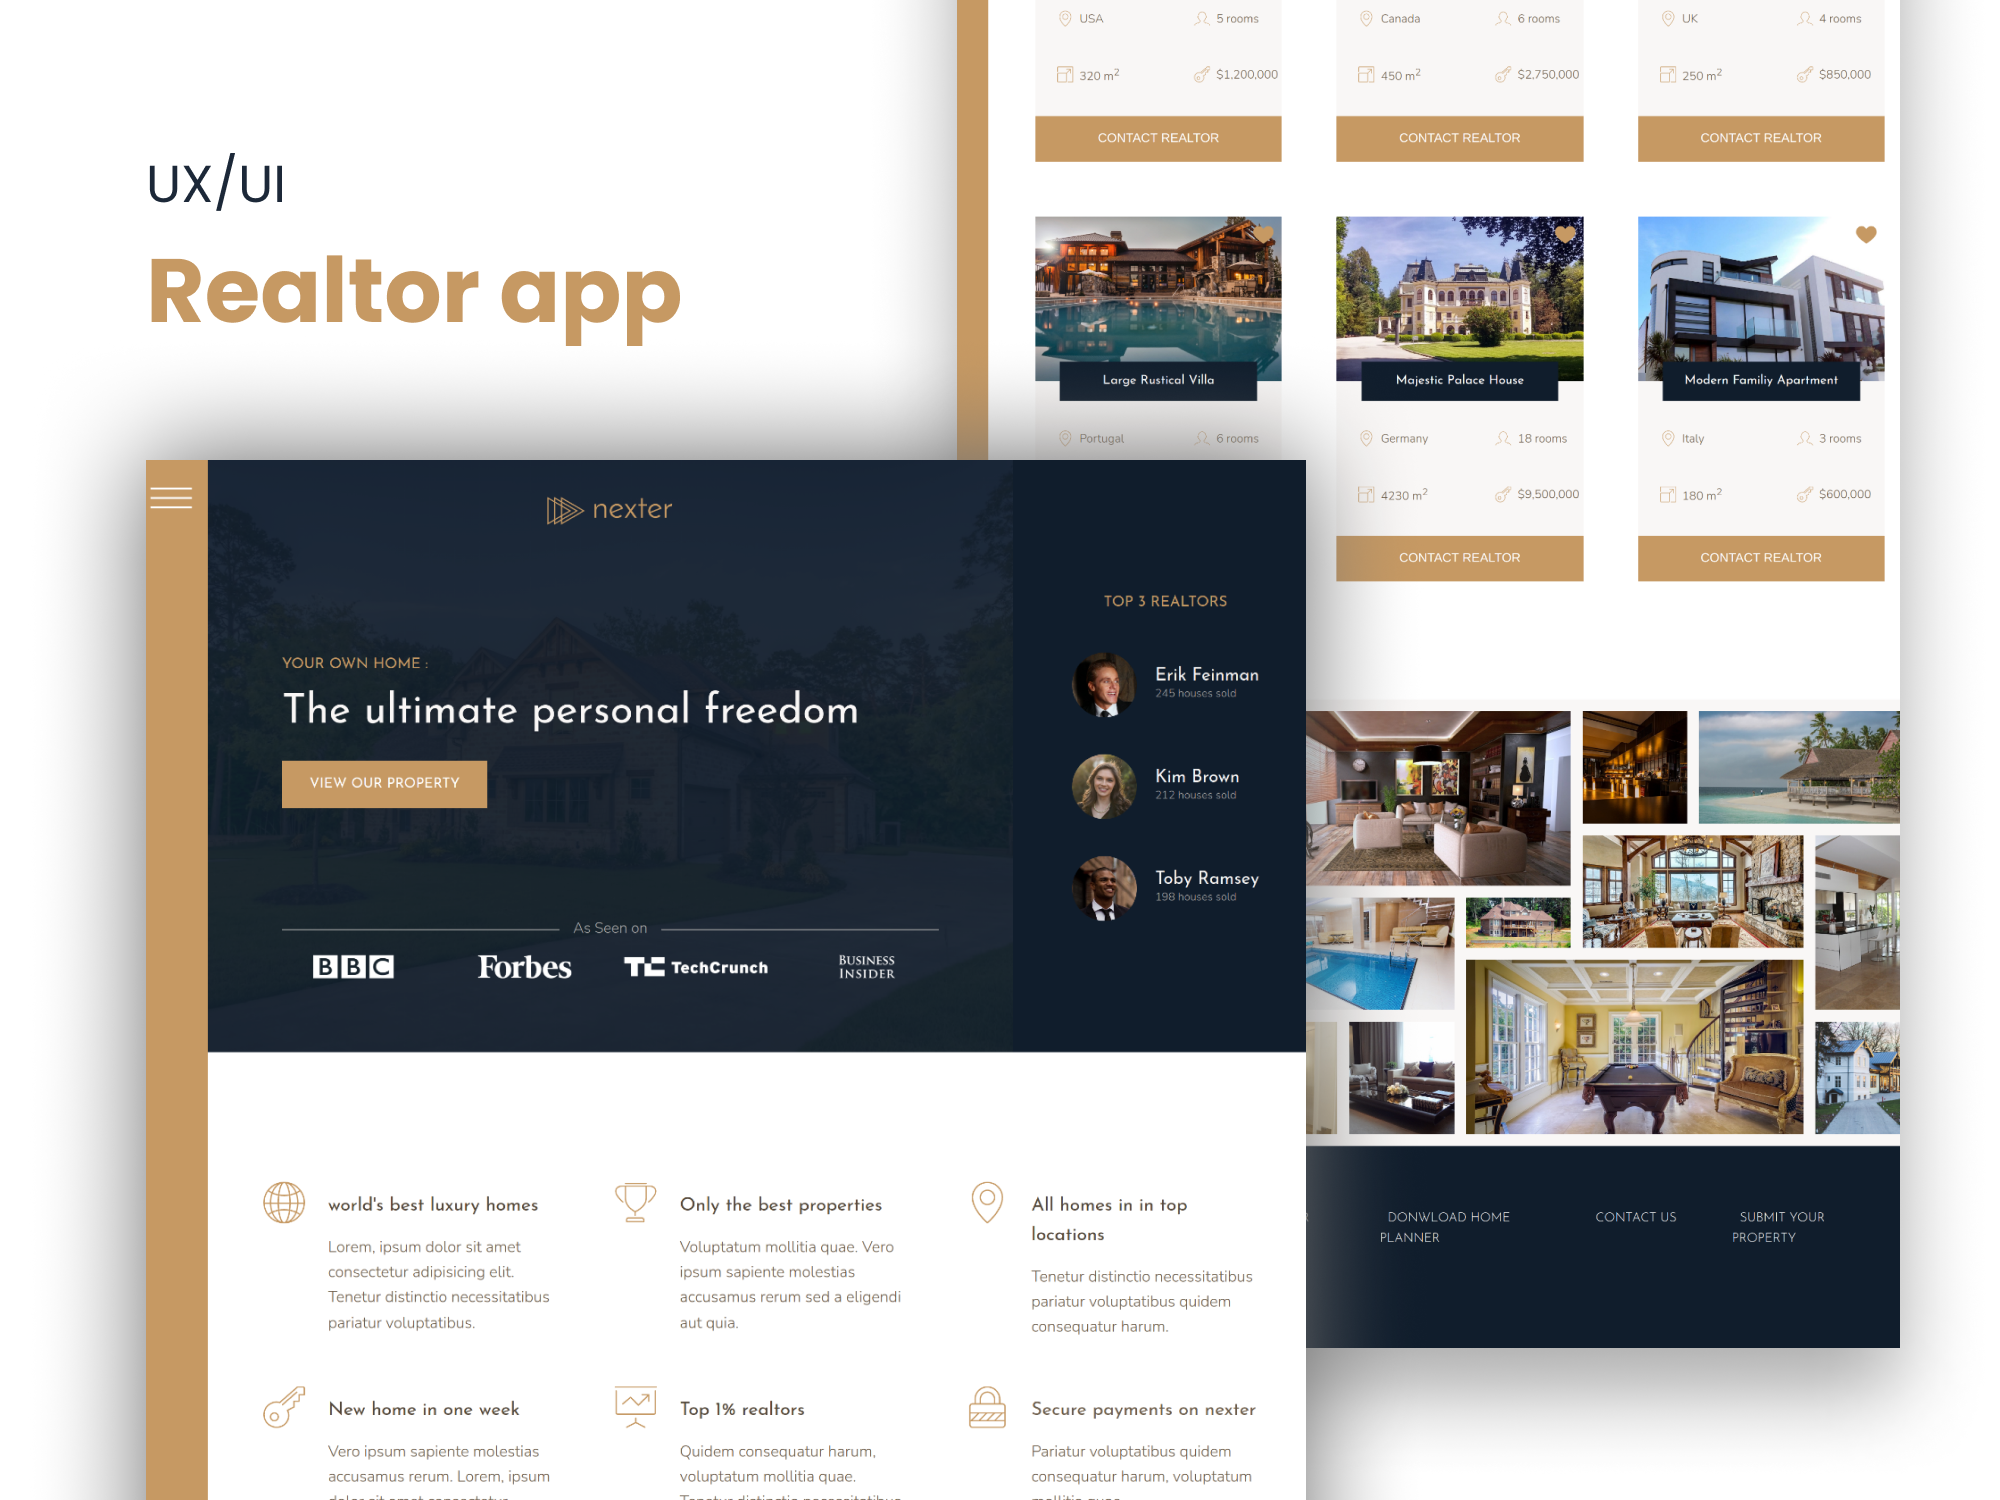 UX/UI
Realtor app
USA
5 rooms
320 m²
$1,200,000
CONTACT REALTOR
Canada
6 rooms
450 m²
$2,750,000
CONTACT REALTOR
UK
4 rooms
250 m²
$850,000
CONTACT REALTOR
Large Rustical Villa
Portugal
6 rooms
Majestic Palace House
Germany
18 rooms
4230 m²
$9,500,000
CONTACT REALTOR
Modern Familiy Apartment
Italy
3 rooms
180 m²
$600,000
CONTACT REALTOR
nexter
YOUR OWN HOME :
The ultimate personal freedom
VIEW OUR PROPERTY
As Seen on
BBC
Forbes
TC TechCrunch
BUSINESS
INSIDER
TOP 3 REALTORS
Erik Feinman
245 houses sold
Kim Brown
212 houses sold
Toby Ramsey
198 houses sold
world's best luxury homes
Lorem, ipsum dolor sit amet
consectetur adipisicing elit.
Tenetur distinctio necessitatibus
pariatur voluptatibus.
Only the best properties
Voluptatum mollitia quae. Vero
ipsum sapiente molestias
accusamus rerum sed a eligendi
aut quia.
All homes in in top
locations
Tenetur distinctio necessitatibus
pariatur voluptatibus quidem
consequatur harum.
New home in one week
Vero ipsum sapiente molestias
accusamus rerum. Lorem, ipsum
Top 1% realtors
Quidem consequatur harum,
voluptatum mollitia quae.
Secure payments on nexter
Pariatur voluptatibus quidem
consequatur harum, voluptatum
DONWLOAD HOME
PLANNER
CONTACT US
SUBMIT YOUR
PROPERTY